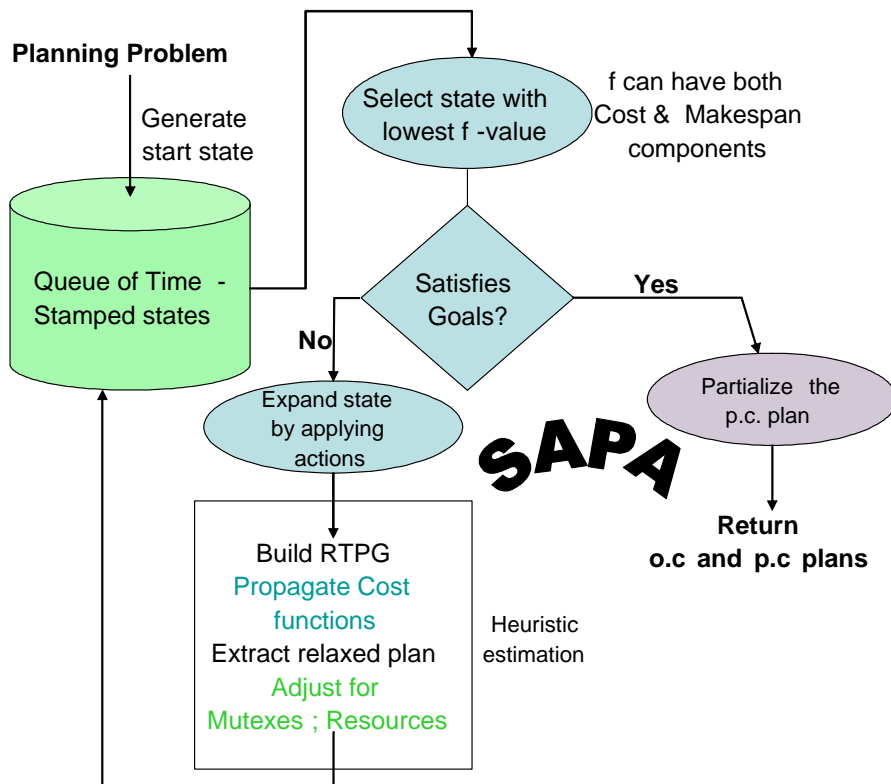 Planning Problem
Generate
start state
Queue of Time -
Stamped states
Select state with
lowest f -value
f can have both
Cost & Makespan
components
Satisfies
Goals?
Yes
No
Expand state
by applying
actions
Partialize the
p.c. plan
SAPA
Return
o.c and p.c plans
Build RTPG
Propagate Cost
functions
Extract relaxed plan
Adjust for
Mutexes ; Resources
Heuristic
estimation